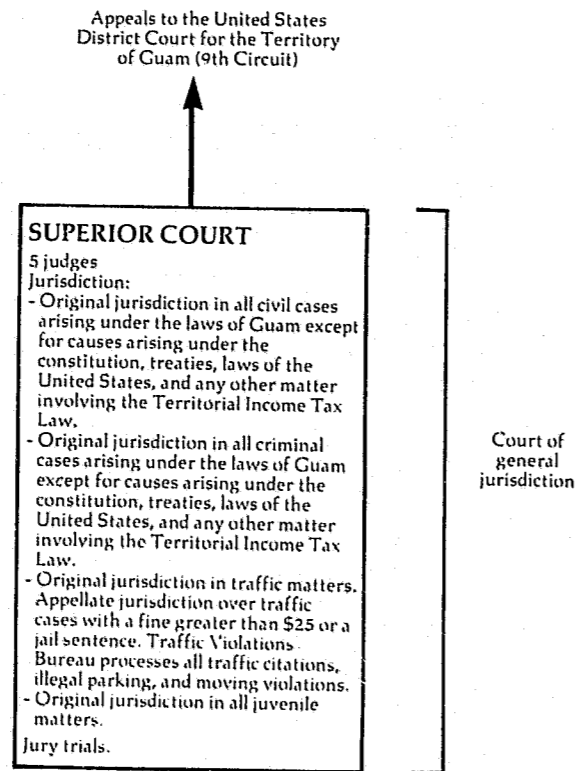 Appeals to the United States
District Court for the Territory
of Guam (9th Circuit)
SUPERIOR COURT
5 judges
Jurisdiction:
- Original jurisdiction in all civil cases
arising under the laws of Guam except
for causes arising under the
constitution, treaties, laws of the
United States, and any other matter
involving the Territorial Income Tax
Law.
- Original jurisdiction in all criminal
cases arising under the laws of Guam
except for causes arising under the
constitution, treaties, laws of the
United States, and any other matter
involving the Territorial Income Tax
Law.
- Original jurisdiction in traffic matters.
Appellate jurisdiction over traffic
cases with a fine greater than $25 or a
jail sentence. Traffic Violations
Bureau processes all traffic citations,
illegal parking, and moving violations.
- Original jurisdiction in all juvenile
matters.
Jury trials.
Court of
general
jurisdiction